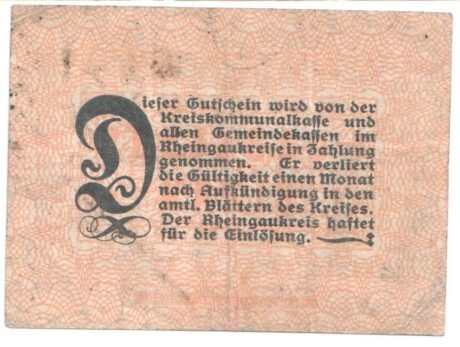 Dieser Gutschein wird von der
Kreiskommunalkasse und
allen Gemeindekassen im
Rheingaukreise in Zahlung
genommen. Er verliert
die Gültigkeit einen Monat
nach Aufkündigung in den
amtl. Blättern des Kreises.
Der Rheingaukreis haftet
für die Einlösung.